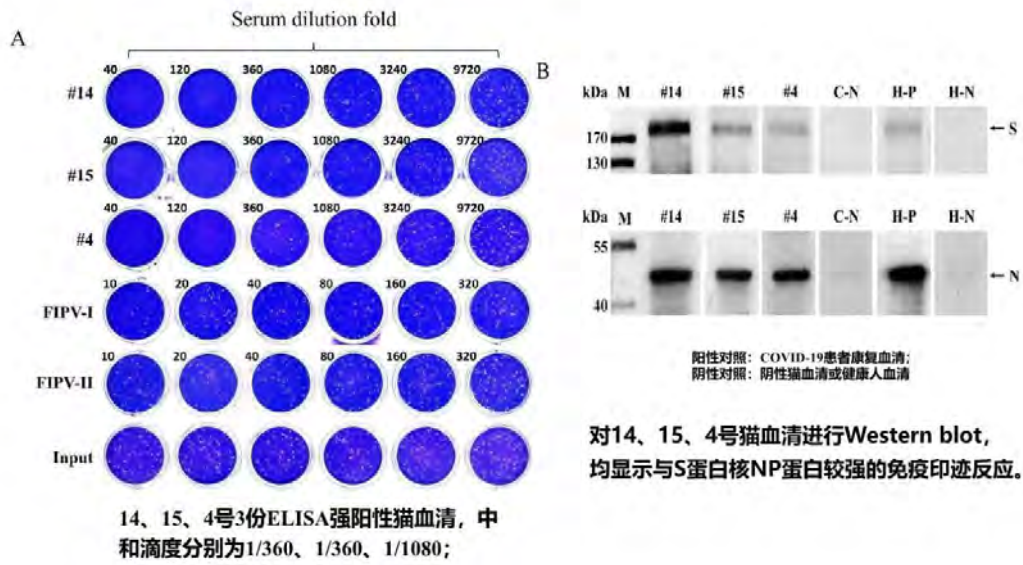 Serum dilution fold
A
40 120 360 1080 3240 9720
#14
40 120 360 1080 3240 9720
#15
40 120 360 1080 3240 9720
#4
10 20 40 80 160 320
FIPV-I
10 20 40 80 160 320
FIPV-II
Input
14、15、4号3份ELISA强阳性猫血清，中
和滴度分别为1/360、1/360、1/1080；
B
kDa M #14 #15 #4 C-N H-P H-N
170
130
←S
kDa M #14 #15 #4 C-N H-P H-N
55
40
←N
阳性对照：COVID-19患者康复血清；
阴性对照：阴性猫血清或健康人血清
对14、15、4号猫血清进行Western blot，
均显示与S蛋白核NP蛋白较强的免疫印迹反应。